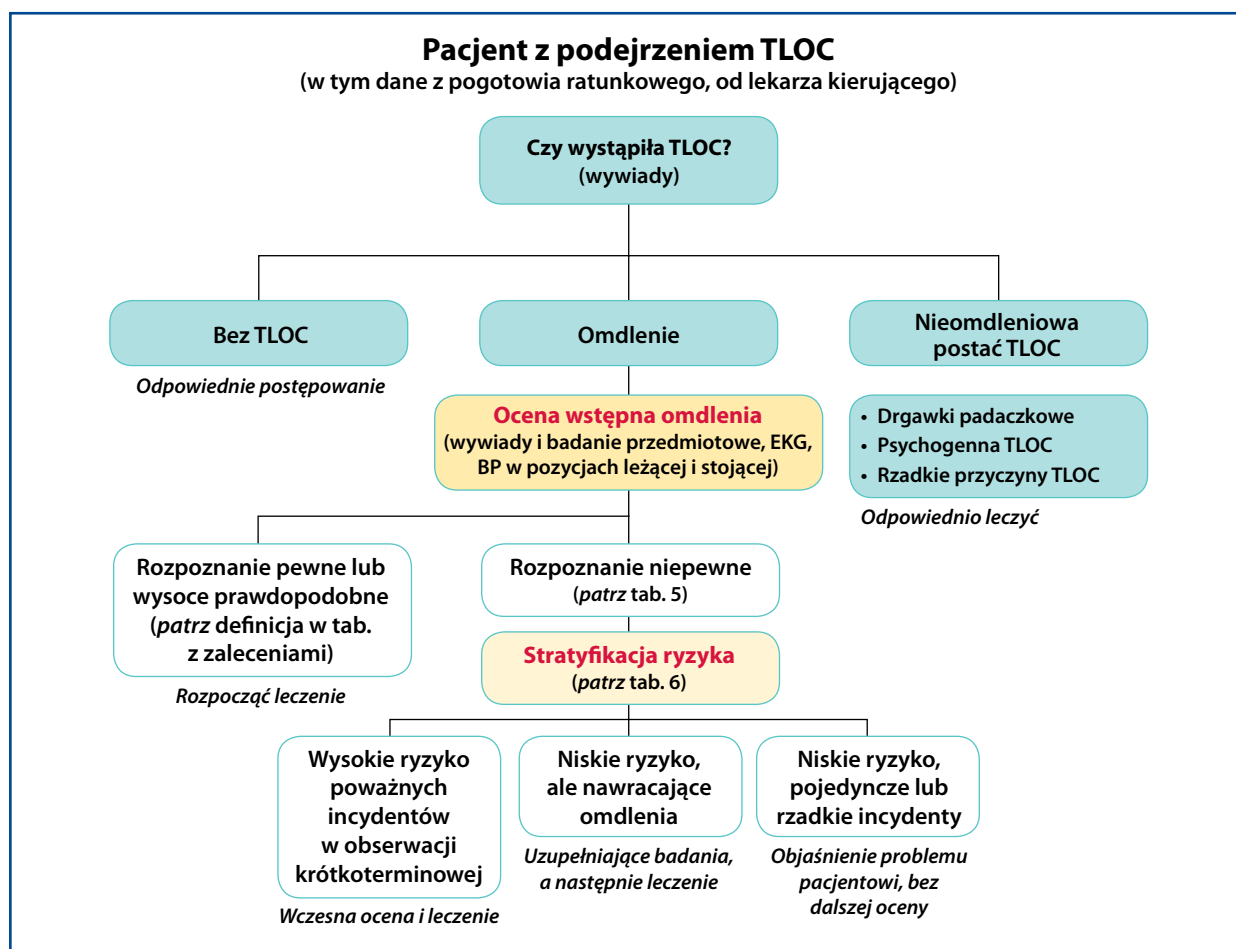 Pacjent z podejrzeniem TLOC
(w tym dane z pogotowia ratunkowego, od lekarza kierującego)
Czy wystąpiła TLOC?
(wywiady)
Bez TLOC
Odpowiednie postępowanie
Omdlenie
Nieomdleniowa
postać TLOC
Ocena wstępna omdlenia
(wywiady i badanie przedmiotowe, EKG,
BP w pozycjach leżącej i stojącej)
• Drgawki padaczkowe
• Psychogenna TLOC
• Rzadkie przyczyny TLOC
Odpowiednio leczyć
Rozpoznanie pewne lub
wysoce prawdopodobne
(patrz definicja w tab.
z zaleceniami)
Rozpocząć leczenie
Rozpoznanie niepewne
(patrz tab. 5)
Stratyfikacja ryzyka
(patrz tab. 6)
Wysokie ryzyko
poważnych
incydentów
w obserwacji
krótkoterminowej
Wczesna ocena i leczenie
Niskie ryzyko,
ale nawracające
omdlenia
Uzupełniające badania,
a następnie leczenie
Niskie ryzyko,
pojedyncze lub
rzadkie incydenty
Objaśnienie problemu
pacjentowi, bez
dalszej oceny